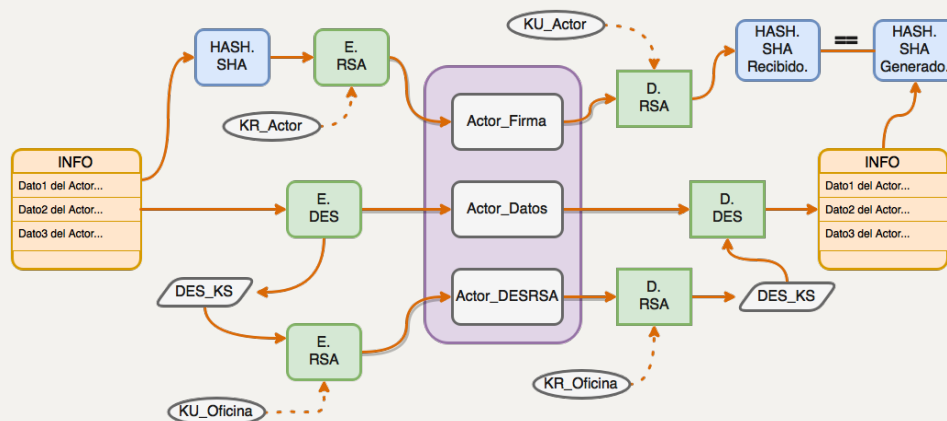 HASH.
SHA
E.
RSA
KR_Actor
KU_Actor
D.
RSA
HASH.
SHA
Recibido.
==
HASH.
SHA
Generado.
Actor_Firma
INFO
Dato1 del Actor...
Dato2 del Actor...
Dato3 del Actor...
E.
DES
Actor_Datos
D.
DES
INFO
Dato1 del Actor...
Dato2 del Actor...
Dato3 del Actor...
DES_KS
E.
RSA
KU_Oficina
Actor_DESRSA
D.
RSA
KR_Oficina
DES_KS